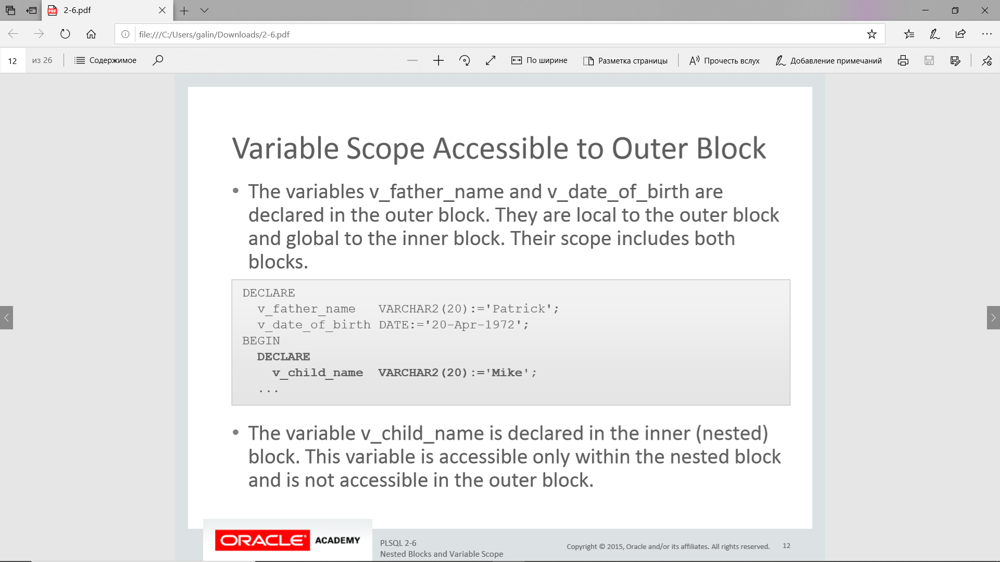 2-6.pdf
file:///C:/Users/galin/Downloads/2-6.pdf
12 из 26 Содержимое По ширине Разметка страницы Прочесть вслух Добавление примечаний
Variable Scope Accessible to Outer Block
• The variables v_father_name and v_date_of_birth are
declared in the outer block. They are local to the outer block
and global to the inner block. Their scope includes both
blocks.
DECLARE
v_father_name VARCHAR2(20):='Patrick';
v_date_of_birth DATE:='20-Apr-1972';
BEGIN
DECLARE
v_child_name VARCHAR2(20):='Mike';
...
• The variable v_child_name is declared in the inner (nested)
block. This variable is accessible only within the nested block
and is not accessible in the outer block.
ORACLE ACADEMY
PLSQL 2-6
Nested Blocks and Variable Scope
Copyright © 2015, Oracle and/or its affiliates. All rights reserved. 12